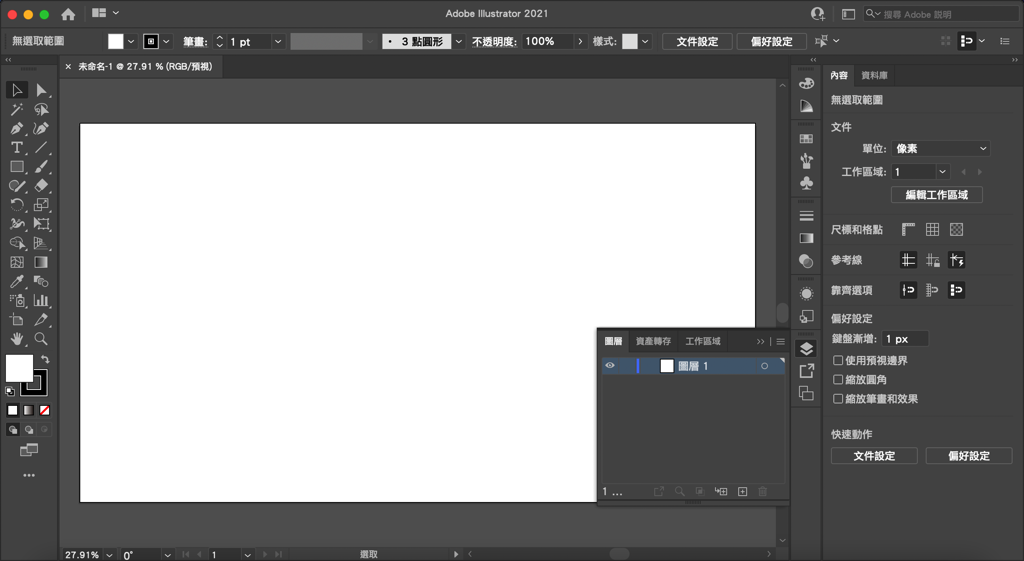 Adobe Illustrator 2021
搜尋 Adobe 說明
無選取範圍
筆畫:
1 pt
• 3 點圓形
不透明度:
100%
樣式:
文件設定
偏好設定
× 未命名-1 @ 27.91 % (RGB/預視)
內容
資料庫
無選取範圍
文件
單位:
像素
工作區域:
1
編輯工作區域
尺標和格點
參考線
靠齊選項
偏好設定
鍵盤漸增:
1 px
使用預視邊界
縮放圓角
縮放筆畫和效果
快速動作
文件設定
偏好設定
圖層
資產轉存
工作區域
圖層 1
1 ...
27.91%
0°
1
選取